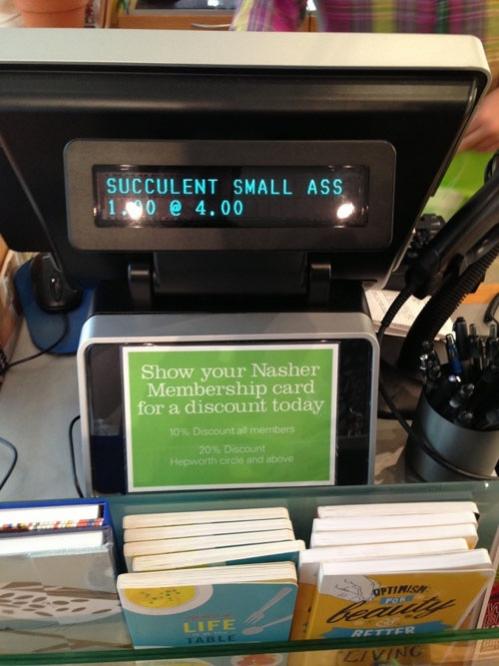 SUCCULENT SMALL ASS
1.00 @ 4.00
Show your Nasher
Membership card
for a discount today
10% Discount all members
20% Discount
Hepworth circle and above
LIFE
TABLE
OPTIMISM
FOR
Beauty
BETTER
LIVING